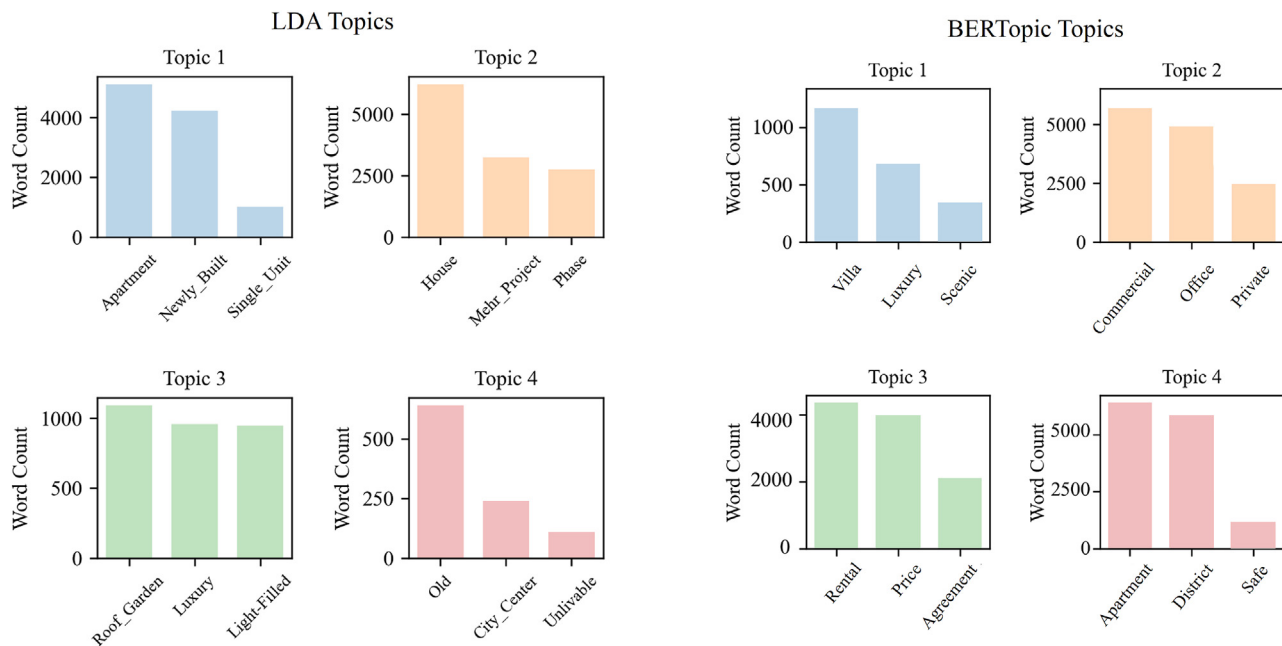 LDA Topics
Topic 1
Word Count
4000
2000
0
Apartment
Newly_Built
Single_Unit
Topic 2
Word Count
5000
2500
0
House
Mehr_Project
Phase
Topic 3
Word Count
1000
500
0
Roof_Garden
Luxury
Light-Filled
Topic 4
Word Count
500
250
0
Old
City_Center
Unlivable
BERTopic Topics
Topic 1
Word Count
1000
500
0
Villa
Luxury
Scenic
Topic 2
Word Count
5000
2500
0
Commercial
Office
Private
Topic 3
Word Count
4000
2000
0
Rental
Price
Agreement
Topic 4
Word Count
5000
2500
0
Apartment
District
Safe